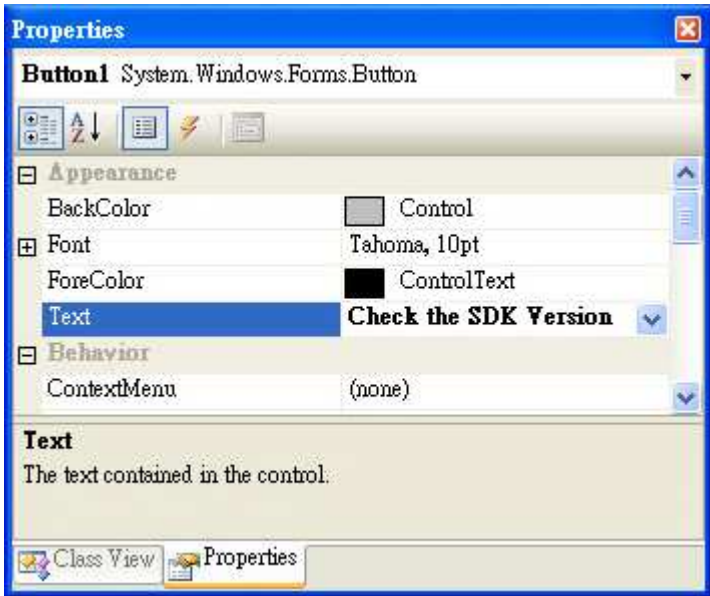 Properties
Button1 System.Windows.Forms.Button
Appearance
BackColor Control
Font Tahoma, 10pt
ForeColor ControlText
Text Check the SDK Version
Behavior
ContextMenu (none)
Text
The text contained in the control.
Class View Properties